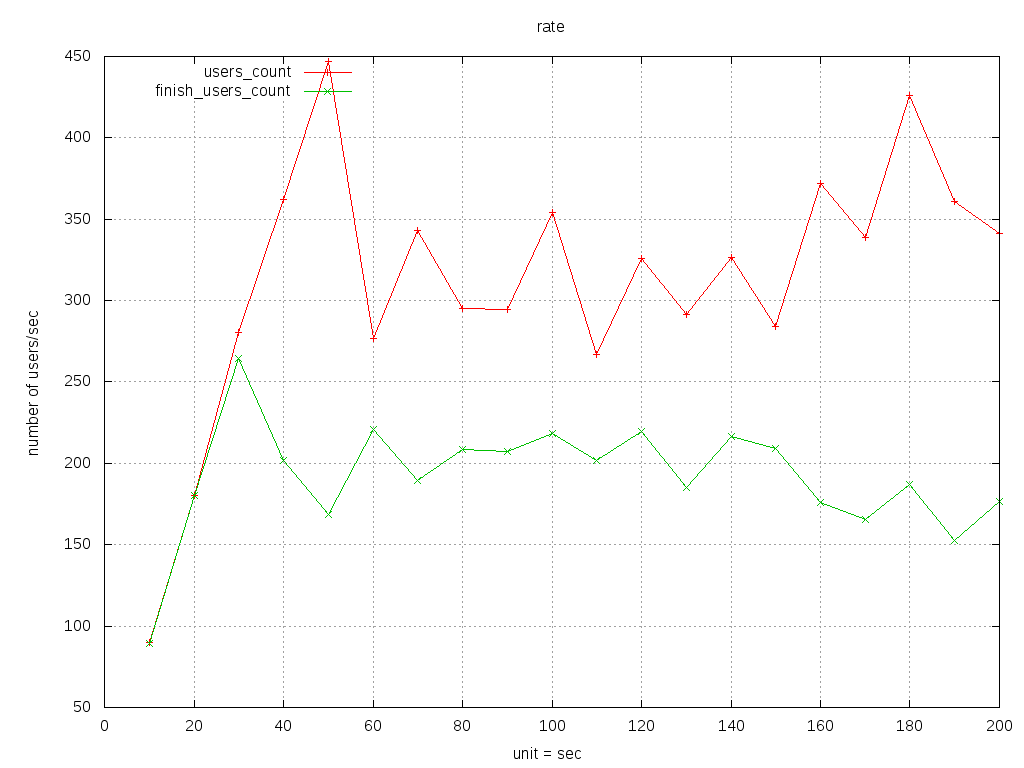 rate
450
400
350
300
250
200
150
100
50
users_count
finish_users_count
number of users/sec
0 20 40 60 80 100 120 140 160 180 200
unit = sec